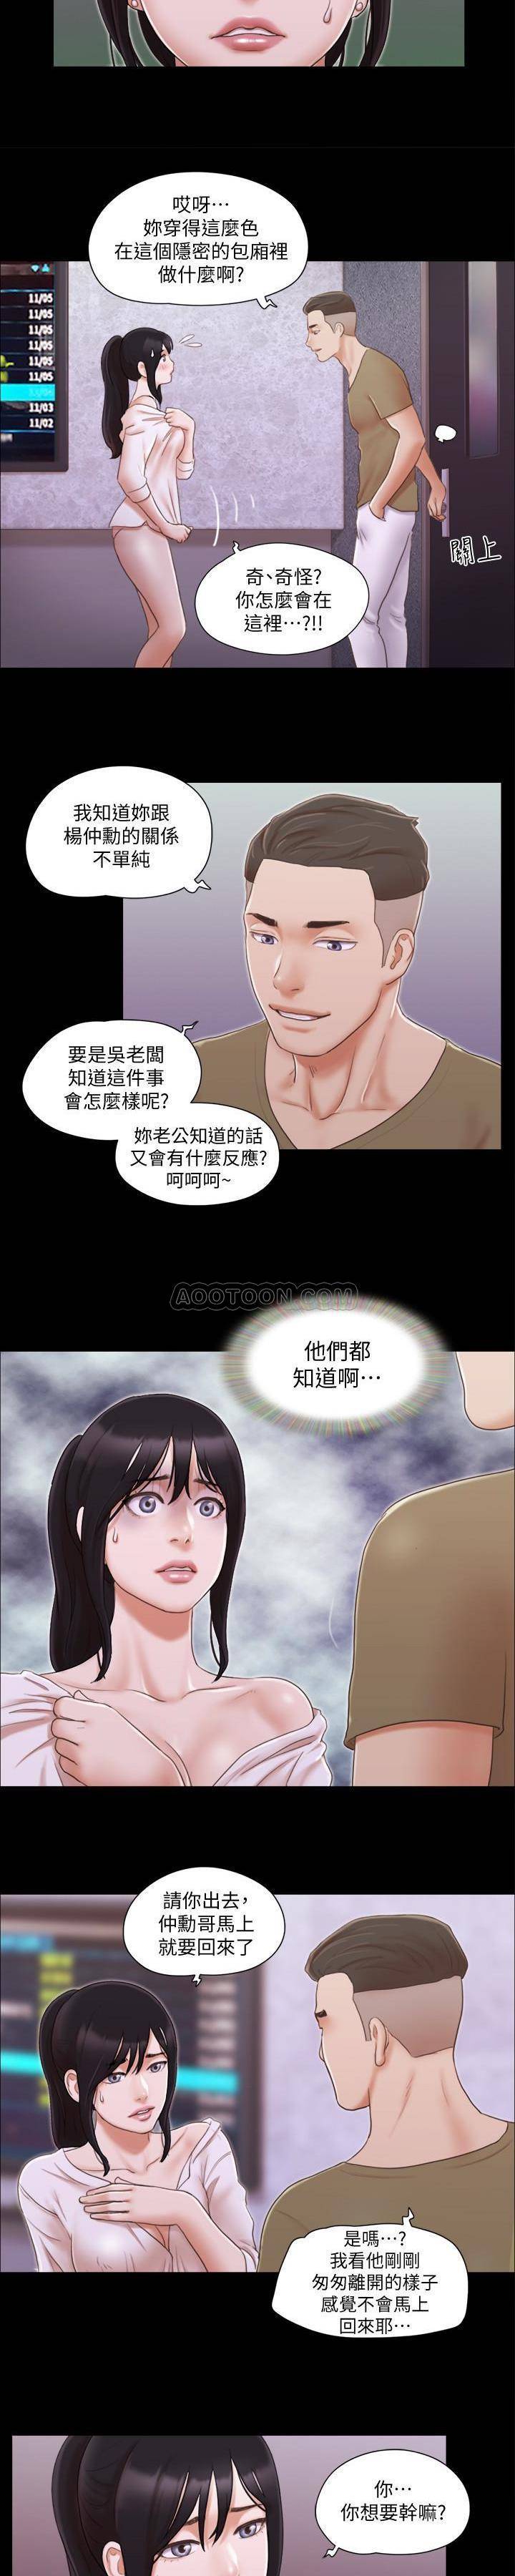 哎呀⋯
妳穿得這麼色
在這個隱密的包廂裡
做什麼啊?
11/05
11/05
11/05
11/05
11/05
11/05
11/03
11/02
關上
奇、奇怪?
你怎麼會在
這裡⋯?!!
我知道妳跟
楊仲勳的關係
不單純
要是吳老闆
知道這件事
會怎麼樣呢?
妳老公知道的話
又會有什麼反應?
呵呵呵~
AOOTOON.COM
他們都
知道啊⋯
請你出去,
仲勳哥馬上
就要回來了
是嗎⋯?
我看他剛剛
匆匆離開的樣子
感覺不會馬上
回來耶⋯
你⋯
你想要幹嘛?